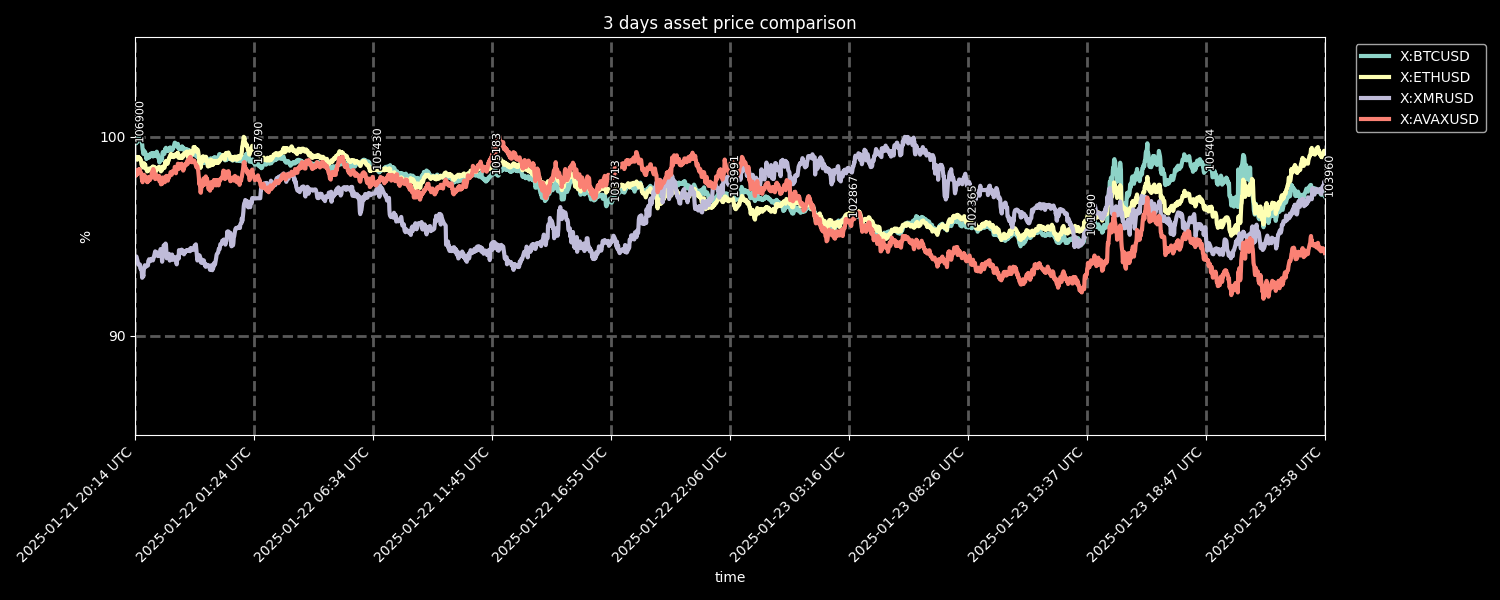 3 days asset price comparison
X:BTCUSD
X:ETHUSD
X:XMRUSD
X:AVAXUSD
100
90
%
106900
105790
105430
105183
103713
103991
102867
102365
101890
105404
103960
2025-01-21 20:14 UTC
2025-01-22 01:24 UTC
2025-01-22 06:34 UTC
2025-01-22 11:45 UTC
2025-01-22 16:55 UTC
2025-01-22 22:06 UTC
2025-01-23 03:16 UTC
2025-01-23 08:26 UTC
2025-01-23 13:37 UTC
2025-01-23 18:47 UTC
2025-01-23 23:58 UTC
time